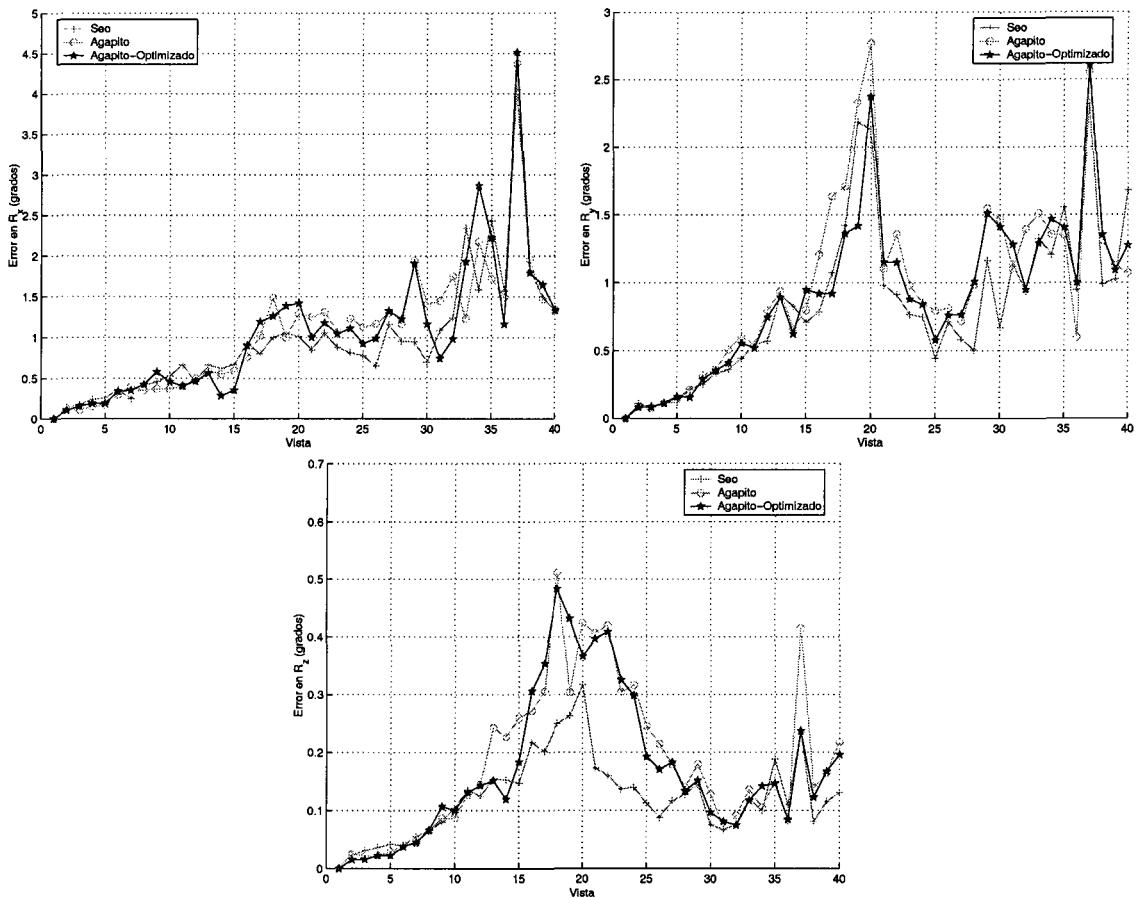 5
4.5
4
3.5
3
2.5
2
1.5
1
0.5
0
Error en R_x (grados)
Seo
Agapito
Agapito-Optimizado
0 5 10 15 20 25 30 35 40
Vista
3
2.5
2
1.5
1
0.5
0
Error en R_y (grados)
Seo
Agapito
Agapito-Optimizado
0 5 10 15 20 25 30 35 40
Vista
0.7
0.6
0.5
0.4
0.3
0.2
0.1
0
Error en R_z (grados)
Seo
Agapito
Agapito-Optimizado
0 5 10 15 20 25 30 35 40
Vista